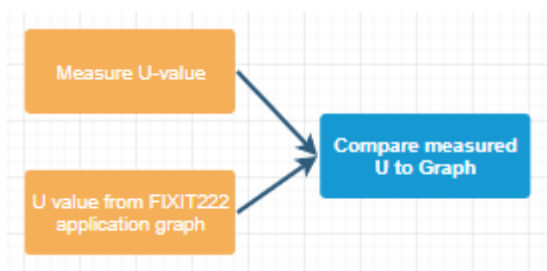 Measure U-value
Compare measured
U to Graph
U value from FIXIT222
application graph